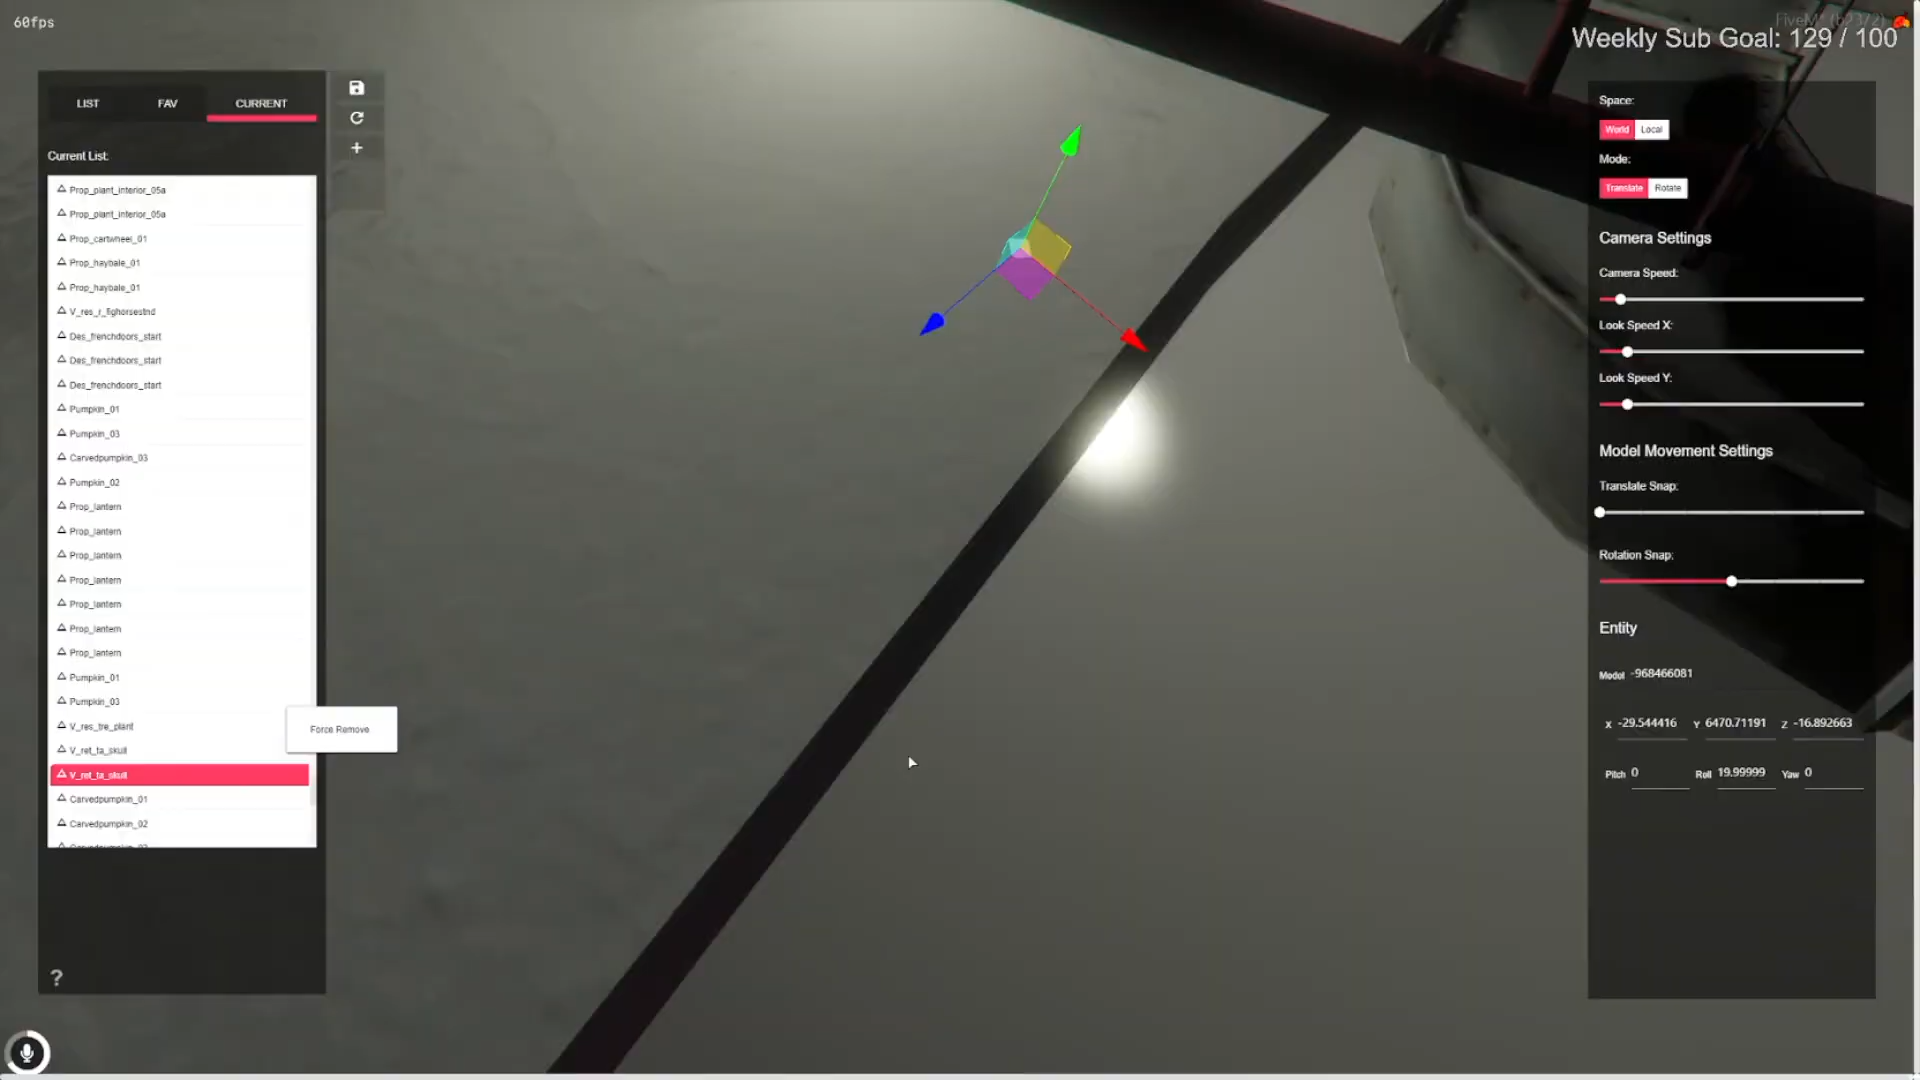 60fps
FiveM* (b2372)
Weekly Sub Goal: 129 / 100
LIST FAV CURRENT
Current List:
Prop_plant_interior_05a
Prop_plant_interior_05a
Prop_cartwheel_01
Prop_haybale_01
Prop_haybale_01
V_res_r_fighorsestnd
Des_frenchdoors_start
Des_frenchdoors_start
Des_frenchdoors_start
Pumpkin_01
Pumpkin_03
Carvedpumpkin_03
Pumpkin_02
Prop_lantern
Prop_lantern
Prop_lantern
Prop_lantern
Prop_lantern
Prop_lantern
Prop_lantern
Pumpkin_01
Pumpkin_03
V_res_tre_plant
V_ret_ta_skull
V_ret_ta_skull
Carvedpumpkin_01
Carvedpumpkin_02
Force Remove
?
Space:
World Local
Mode:
Translate Rotate
Camera Settings
Camera Speed:
Look Speed X:
Look Speed Y:
Model Movement Settings
Translate Snap:
Rotation Snap:
Entity
Model -968466081
X -29.544416 Y 6470.71191 Z -16.892663
Pitch 0 Roll 19.99999 Yaw 0